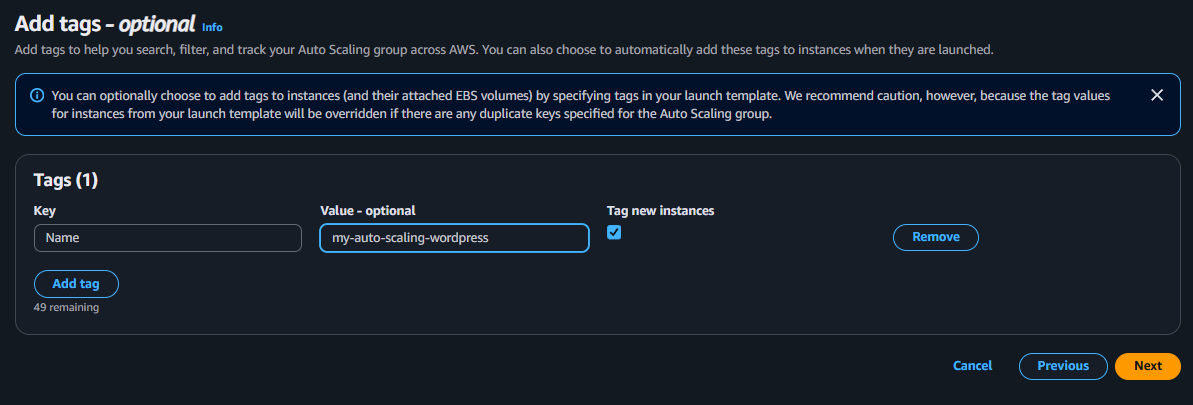 Add tags - optional Info
Add tags to help you search, filter, and track your Auto Scaling group across AWS. You can also choose to automatically add these tags to instances when they are launched.
You can optionally choose to add tags to instances (and their attached EBS volumes) by specifying tags in your launch template. We recommend caution, however, because the tag values
for instances from your launch template will be overridden if there are any duplicate keys specified for the Auto Scaling group.
Tags (1)
Key Value - optional Tag new instances
Name my-auto-scaling-wordpress Remove
Add tag
49 remaining
Cancel Previous Next